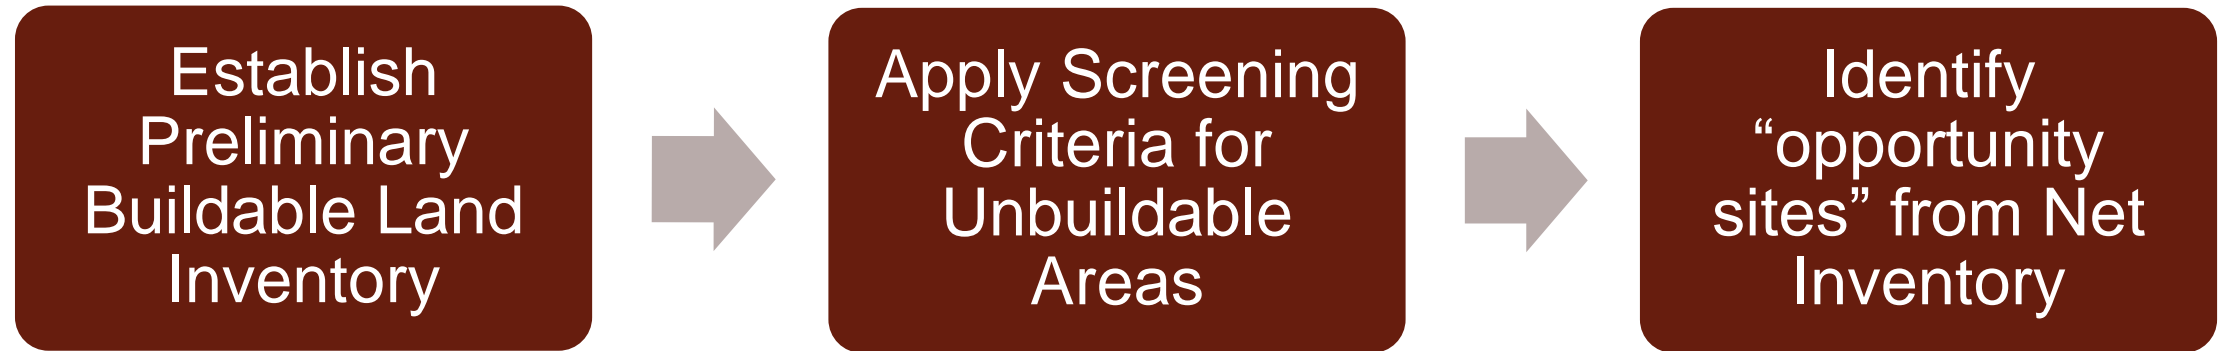 Establish
Preliminary
Buildable Land
Inventory
Apply Screening
Criteria for
Unbuildable
Areas
Identify
“opportunity
sites” from Net
Inventory